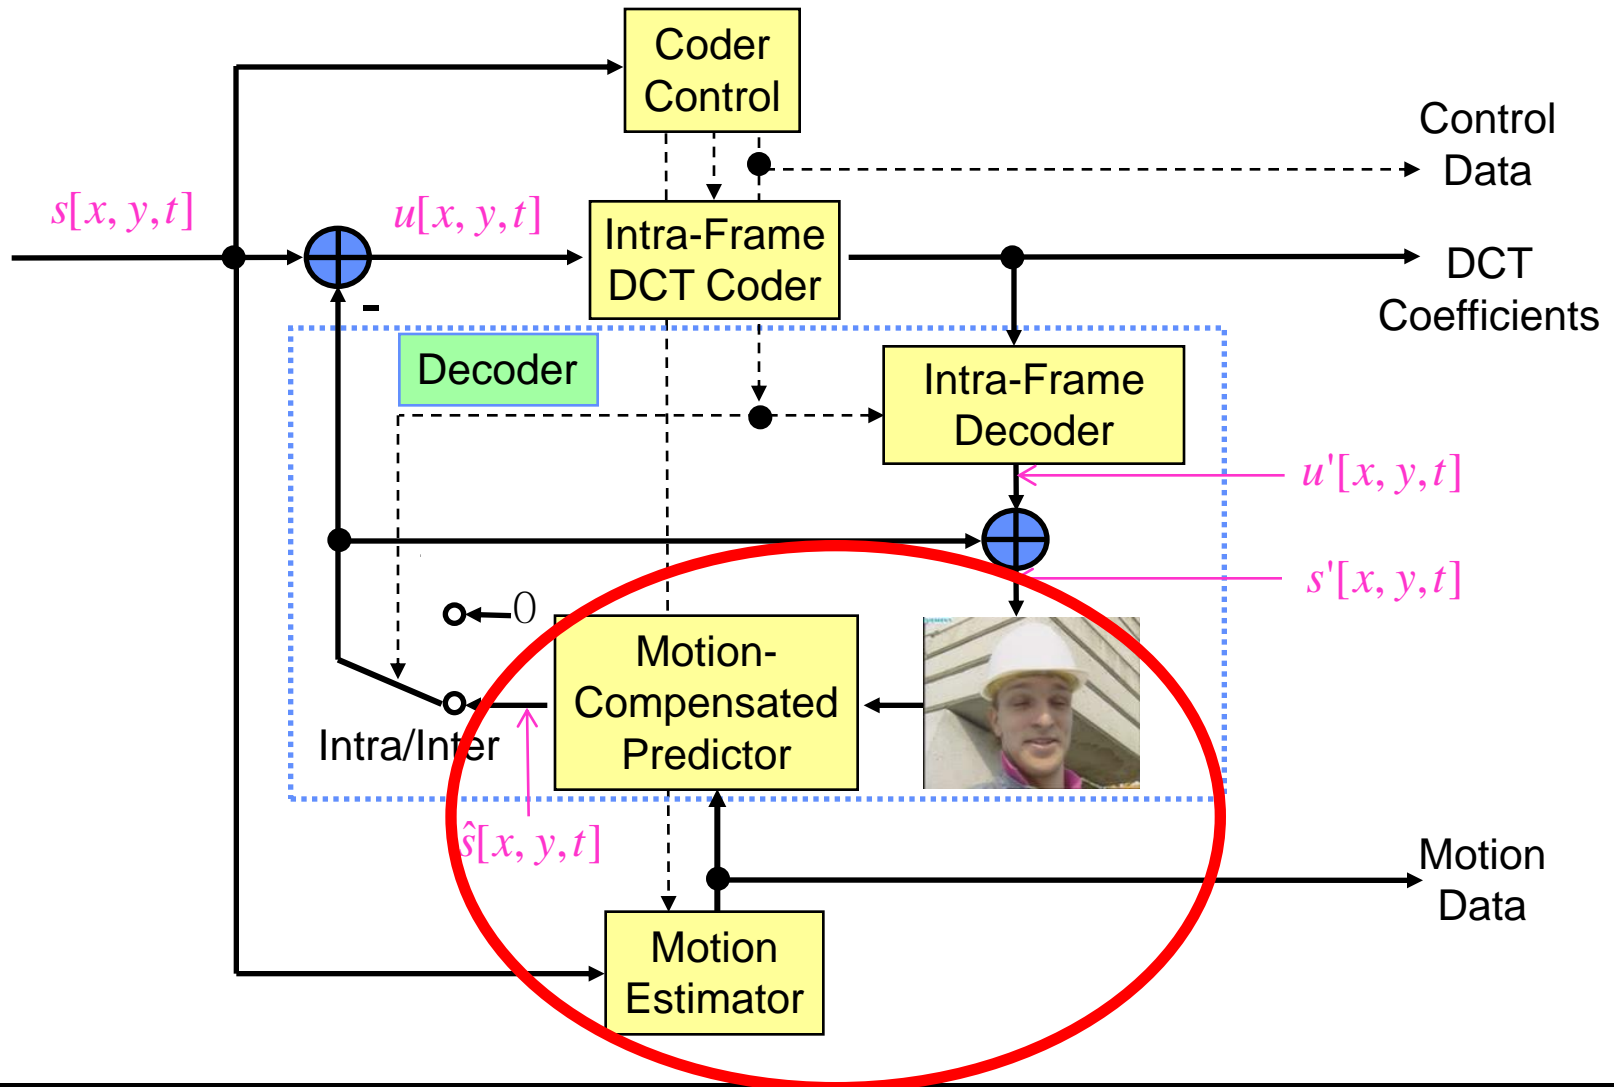 Coder
Control
Control
Data
s[x, y,t]
u[x, y,t]
Intra-Frame
DCT Coder
DCT
Coefficients
-
Decoder
Intra-Frame
Decoder
u'[x, y,t]
s'[x, y,t]
0
SIEMENS
Motion-
Compensated
Predictor
Intra/Inter
ŝ[x, y,t]
Motion
Data
Motion
Estimator